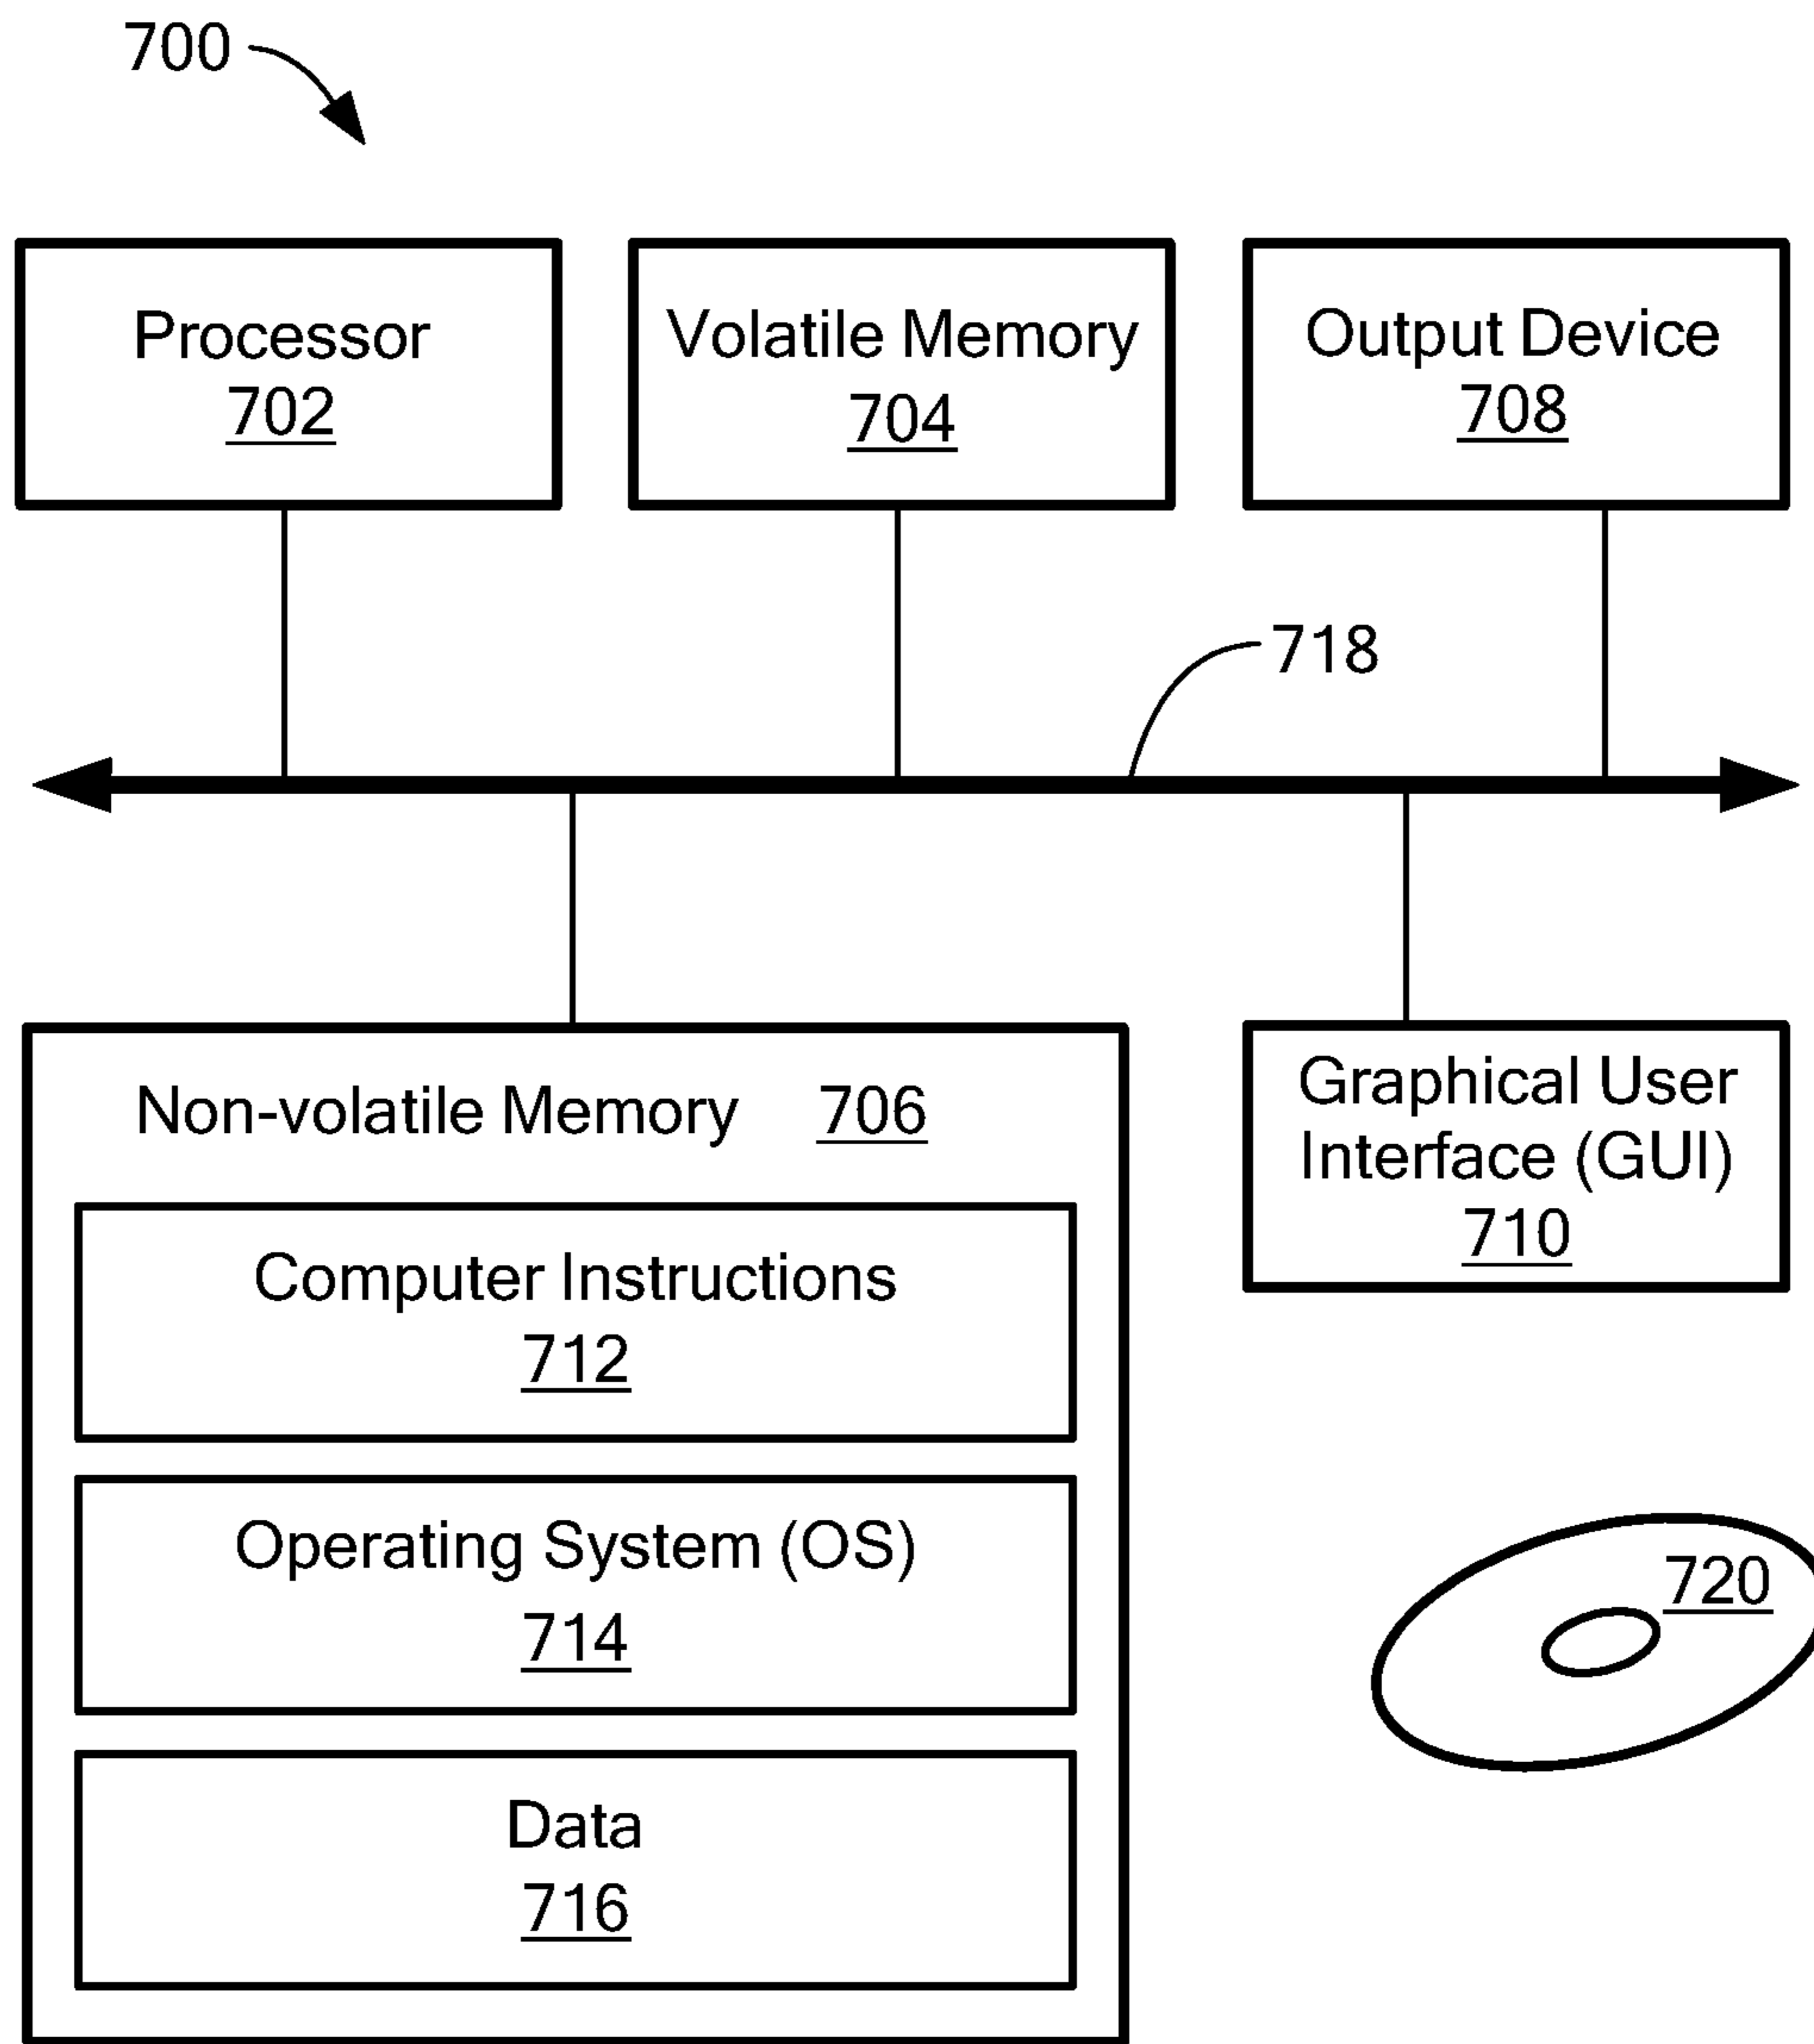 700
Processor
702
Volatile Memory
704
Output Device
708
718
Non-volatile Memory 706
Computer Instructions
712
Operating System (OS)
714
Data
716
Graphical User
Interface (GUI)
710
720